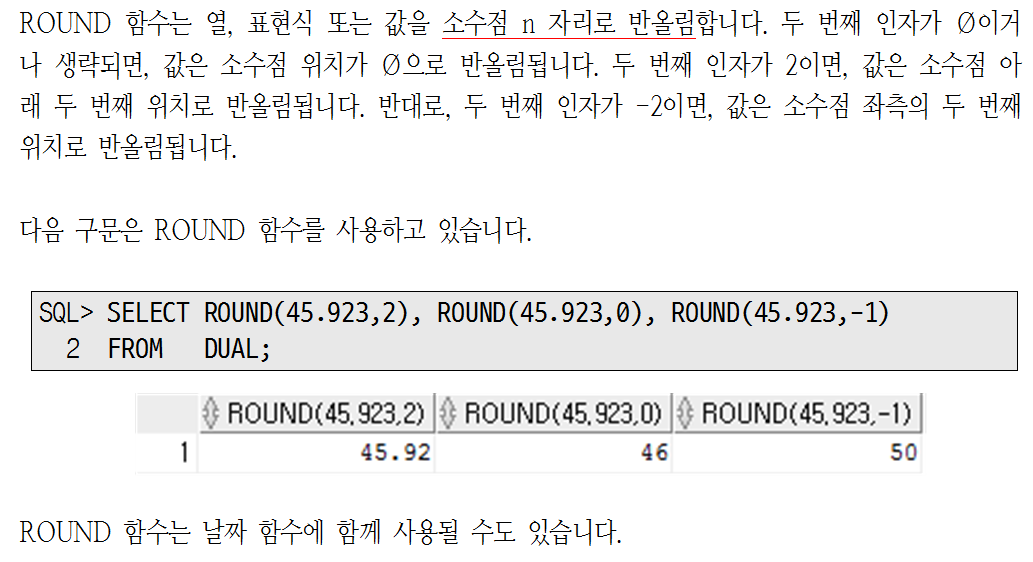 ROUND 함수는 열, 표현식 또는 값을 소수점 n 자리로 반올림합니다. 두 번째 인자가 Ø이거
나 생략되면, 값은 소수점 위치가 Ø으로 반올림됩니다. 두 번째 인자가 2이면, 값은 소수점 아
래 두 번째 위치로 반올림됩니다. 반대로, 두 번째 인자가 -2이면, 값은 소수점 좌측의 두 번째
위치로 반올림됩니다.
다음 구문은 ROUND 함수를 사용하고 있습니다.
SQL> SELECT ROUND(45.923,2), ROUND(45.923,0), ROUND(45.923,-1)
2 FROM DUAL;
ROUND(45,923,2) ROUND(45,923,0) ROUND(45,923,-1)
1 45.92 46 50
ROUND 함수는 날짜 함수에 함께 사용될 수도 있습니다.